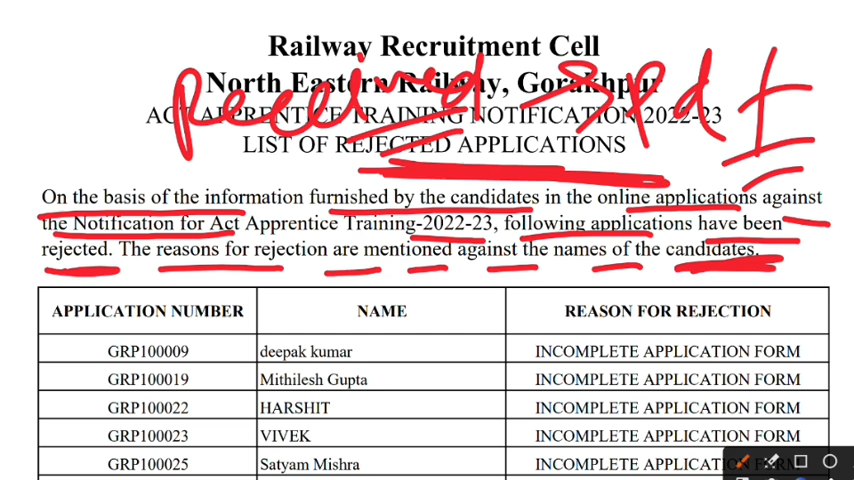 Railway Recruitment Cell
North Eastern Railway, Gorakhpur
Received → Pdf
ACT APPRENTICE TRAINING NOTIFICATION 2022-23
LIST OF REJECTED APPLICATIONS
On the basis of the information furnished by the candidates in the online applications against
the Notification for Act Apprentice Training-2022-23, following applications have been
rejected. The reasons for rejection are mentioned against the names of the candidates.
APPLICATION NUMBER NAME REASON FOR REJECTION
GRP100009 deepak kumar INCOMPLETE APPLICATION FORM
GRP100019 Mithilesh Gupta INCOMPLETE APPLICATION FORM
GRP100022 HARSHIT INCOMPLETE APPLICATION FORM
GRP100023 VIVEK INCOMPLETE APPLICATION FORM
GRP100025 Satyam Mishra INCOMPLETE APPLICATION FORM